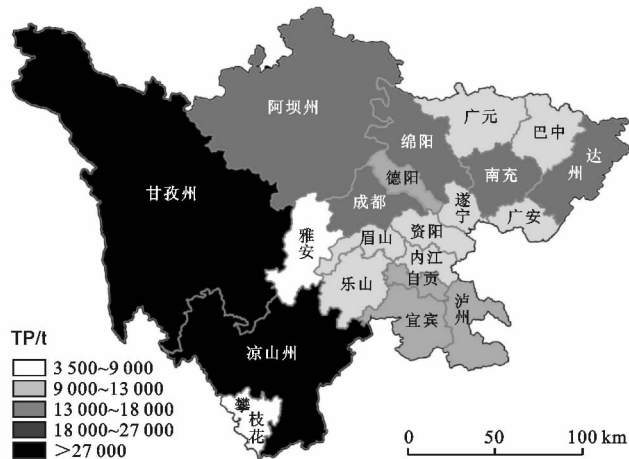 阿坝州
广元
巴中
绵阳
达州
德阳
南充
甘孜州
成都
遂宁
广安
雅安
眉山
资阳
内江
乐山
自贡
泸州
宜宾
凉山州
攀枝花
TP/t
3 500~9 000
9 000~13 000
13 000~18 000
18 000~27 000
>27 000
0 50 100 km